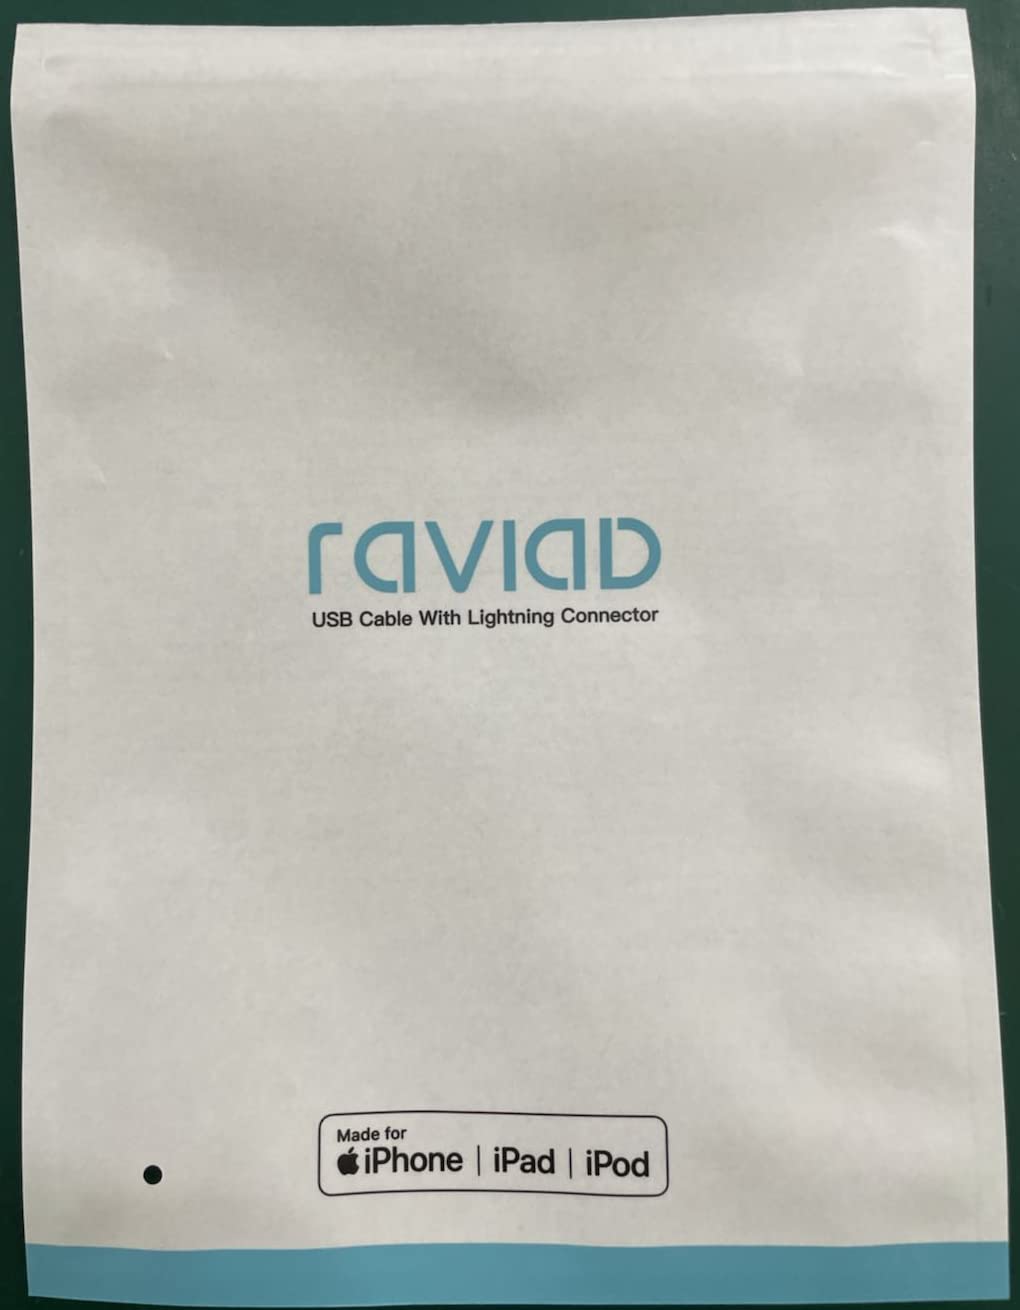 raviad
USB Cable With Lightning Connector
Made for
iPhone | iPad | iPod